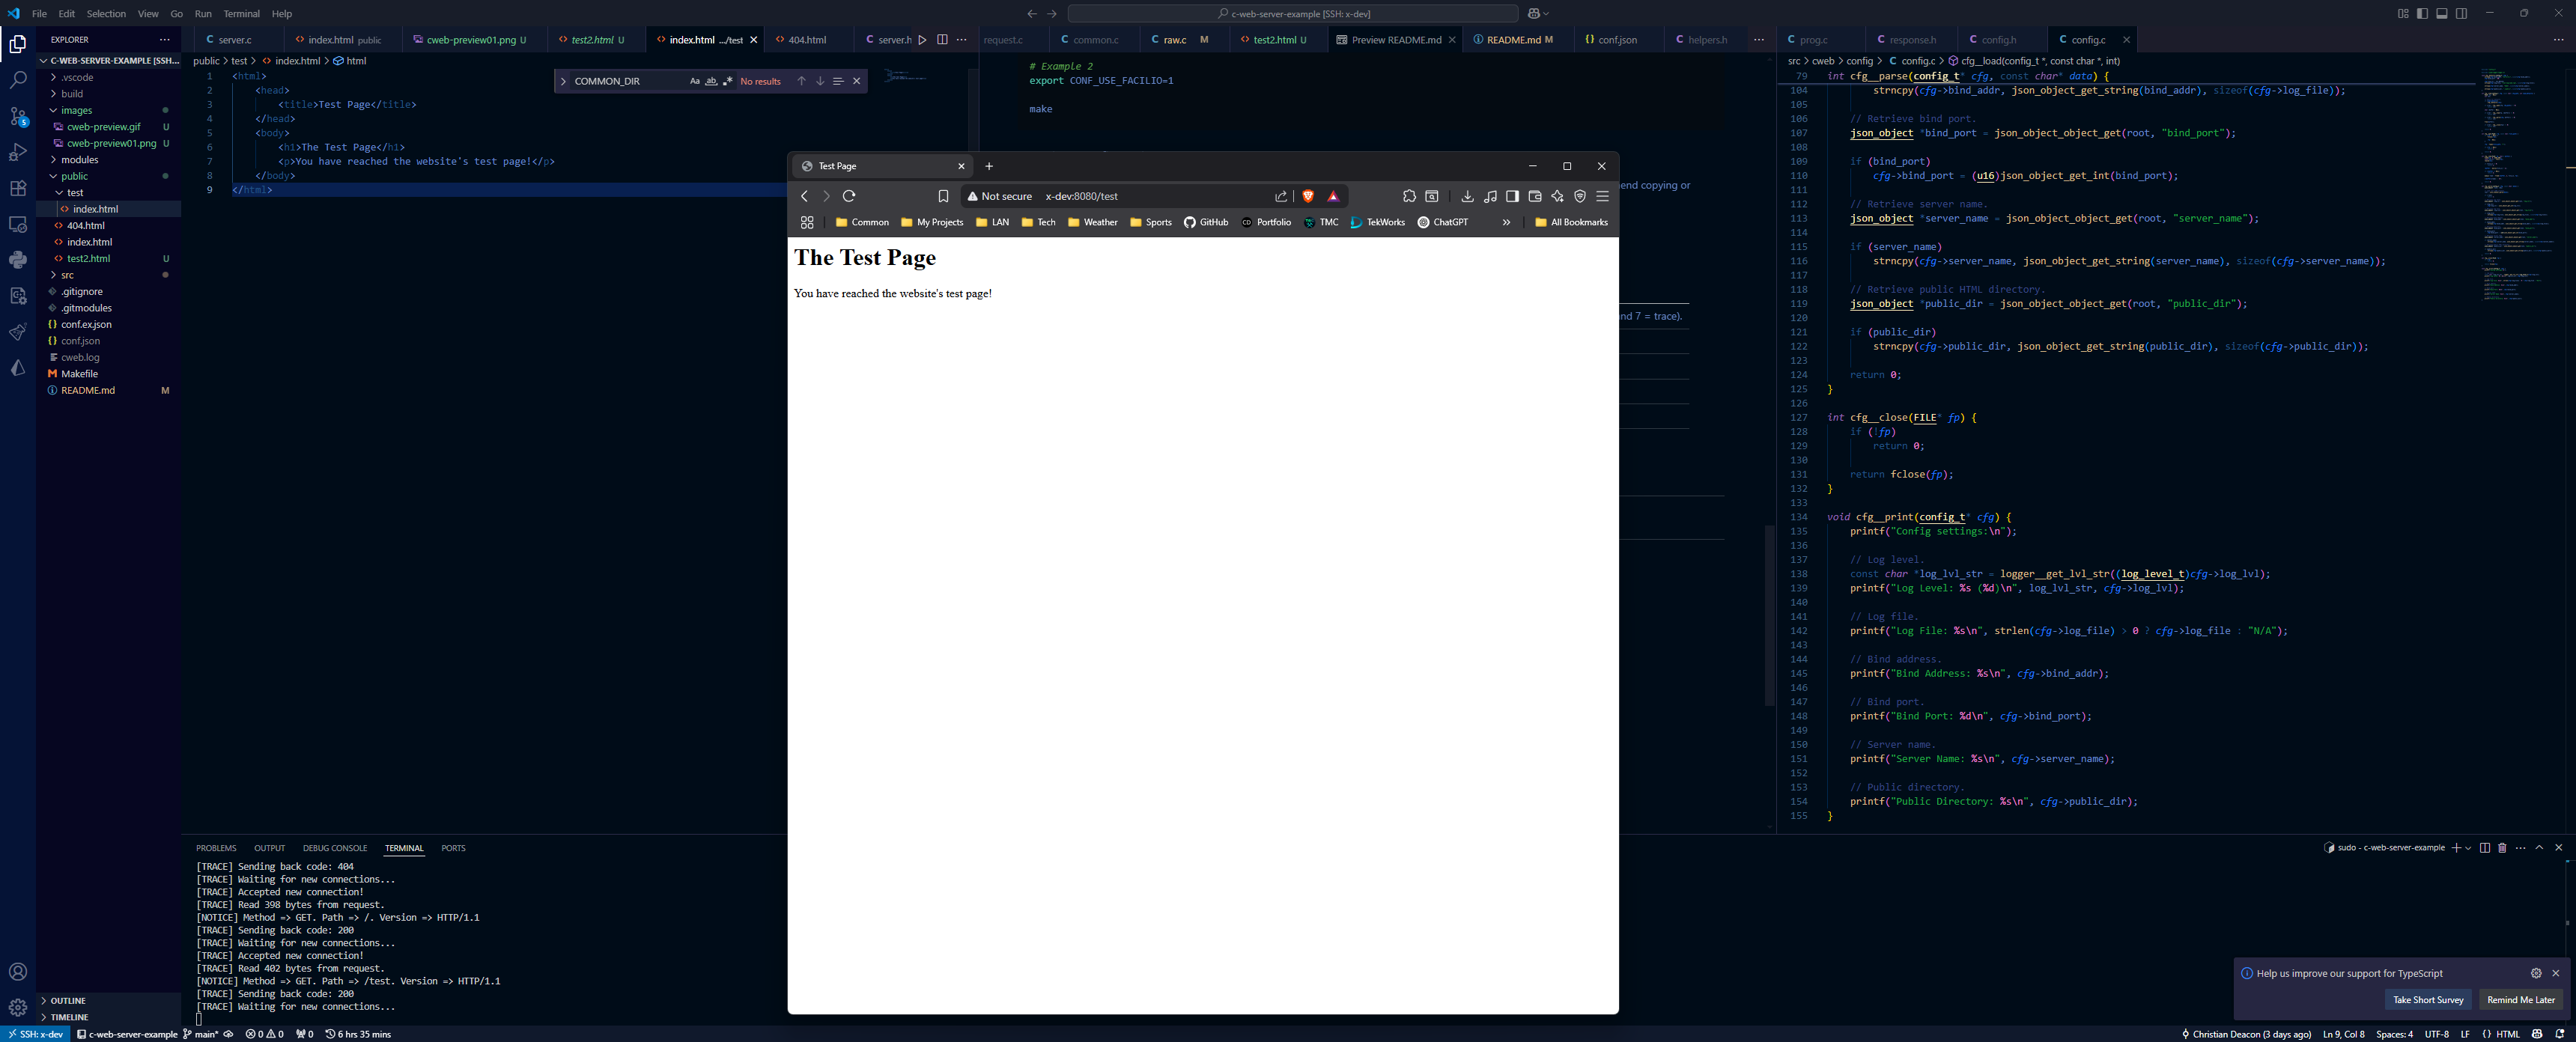 File Edit Selection View Go Run Terminal Help
c-web-server-example [SSH: x-dev]
EXPLORER
C-WEB-SERVER-EXAMPLE [SSH...
.vscode
build
images
cweb-preview.gif U
cweb-preview01.png U
modules
public
test
index.html
404.html
index.html
test2.html U
src
.gitignore
.gitmodules
conf.ex.json
conf.json
cweb.log
Makefile
README.md M
OUTLINE
TIMELINE
server.c
index.html public
cweb-preview01.png U
test2.html U
index.html .../test
404.html
server.h
public > test > index.html > html
COMMON_DIR Aa ab No results
1 <html>
2 <head>
3 <title>Test Page</title>
4 </head>
5 <body>
6 <h1>The Test Page</h1>
7 <p>You have reached the website's test page!</p>
8 </body>
9 </html>
request.c
common.c
raw.c M
test2.html U
Preview README.md
README.md M
conf.json
helpers.h
# Example 2
export CONF_USE_FACILIO=1
make
end copying or
nd 7 = trace).
Test Page
Not secure x-dev:8080/test
Common My Projects LAN Tech Weather Sports GitHub Portfolio TMC TekWorks ChatGPT » All Bookmarks
The Test Page
You have reached the website's test page!
prog.c
response.h
config.h
config.c
src > cweb > config > config.c > cfg__load(config_t *, const char *, int)
79 int cfg__parse(config_t* cfg, const char* data) {
104 strncpy(cfg->bind_addr, json_object_get_string(bind_addr), sizeof(cfg->log_file));
105
106 // Retrieve bind port.
107 json_object *bind_port = json_object_object_get(root, "bind_port");
108
109 if (bind_port)
110 cfg->bind_port = (u16)json_object_get_int(bind_port);
111
112 // Retrieve server name.
113 json_object *server_name = json_object_object_get(root, "server_name");
114
115 if (server_name)
116 strncpy(cfg->server_name, json_object_get_string(server_name), sizeof(cfg->server_name));
117
118 // Retrieve public HTML directory.
119 json_object *public_dir = json_object_object_get(root, "public_dir");
120
121 if (public_dir)
122 strncpy(cfg->public_dir, json_object_get_string(public_dir), sizeof(cfg->public_dir));
123
124 return 0;
125 }
126
127 int cfg__close(FILE* fp) {
128 if (!fp)
129 return 0;
130
131 return fclose(fp);
132 }
133
134 void cfg__print(config_t* cfg) {
135 printf("Config settings:\n");
136
137 // Log level.
138 const char *log_lvl_str = logger__get_lvl_str((log_level_t)cfg->log_lvl);
139 printf("Log Level: %s (%d)\n", log_lvl_str, cfg->log_lvl);
140
141 // Log file.
142 printf("Log File: %s\n", strlen(cfg->log_file) > 0 ? cfg->log_file : "N/A");
143
144 // Bind address.
145 printf("Bind Address: %s\n", cfg->bind_addr);
146
147 // Bind port.
148 printf("Bind Port: %d\n", cfg->bind_port);
149
150 // Server name.
151 printf("Server Name: %s\n", cfg->server_name);
152
153 // Public directory.
154 printf("Public Directory: %s\n", cfg->public_dir);
155 }
PROBLEMS OUTPUT DEBUG CONSOLE TERMINAL PORTS
sudo - c-web-server-example
[TRACE] Sending back code: 404
[TRACE] Waiting for new connections...
[TRACE] Accepted new connection!
[TRACE] Read 398 bytes from request.
[NOTICE] Method => GET. Path => /. Version => HTTP/1.1
[TRACE] Sending back code: 200
[TRACE] Waiting for new connections...
[TRACE] Accepted new connection!
[TRACE] Read 402 bytes from request.
[NOTICE] Method => GET. Path => /test. Version => HTTP/1.1
[TRACE] Sending back code: 200
[TRACE] Waiting for new connections...
Help us improve our support for TypeScript
Take Short Survey Remind Me Later
SSH: x-dev c-web-server-example main* 0 0 0 6 hrs 35 mins
Christian Deacon (3 days ago) Ln 9, Col 8 Spaces: 4 UTF-8 LF {} HTML